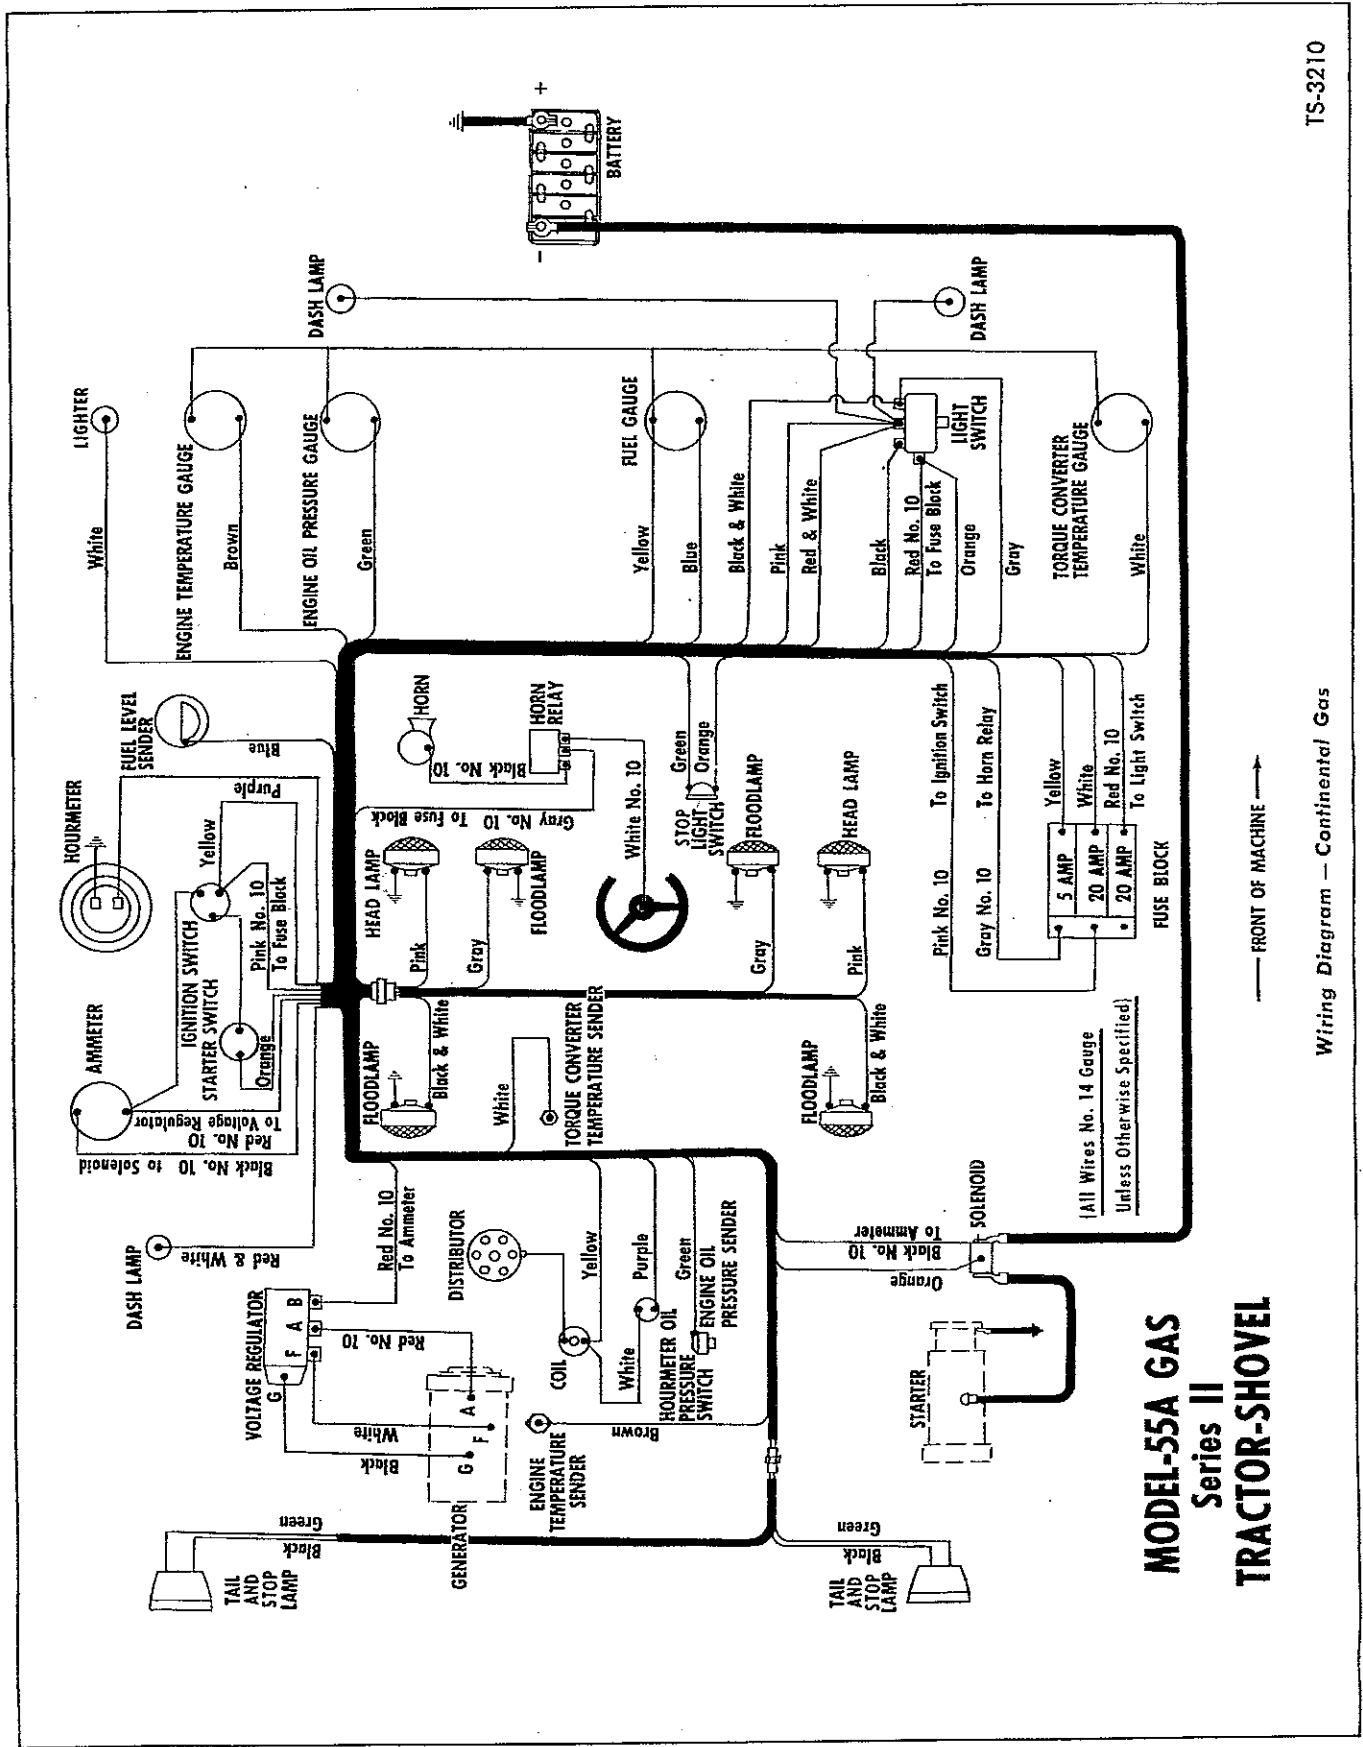 TAIL
AND
STOP
LAMP
Black
Green
GENERATOR
G
F
A
Black
White
Red No. 10
VOLTAGE REGULATOR
G
F
A
B
DASH LAMP
Red & White
Red No. 10
To Ammeter
DISTRIBUTOR
COIL
ENGINE
TEMPERATURE
SENDER
Brown
White
Yellow
HOURMETER OIL
PRESSURE
SWITCH
Purple
Green
ENGINE OIL
PRESSURE SENDER
TAIL
AND
STOP
LAMP
Black
Green
STARTER
Orange
Black No. 10
To Ammeter
SOLENOID
MODEL-55A GAS
Series II
TRACTOR-SHOVEL
AMMETER
Black No. 10 to Solenoid
Red No. 10
To Voltage Regulator
IGNITION SWITCH
STARTER SWITCH
Orange
HOURMETER
Yellow
Pink No. 10
To Fuse Block
Purple
FUEL LEVEL
SENDER
Blue
FLOODLAMP
Black & White
White
TORQUE CONVERTER
TEMPERATURE SENDER
FLOODLAMP
Black & White
HEAD LAMP
Pink
Gray
FLOODLAMP
Gray No. 10 To Fuse Block
HORN
Black No. 10
HORN
RELAY
White No. 10
STOP
LIGHT
SWITCH
Green
Orange
FLOODLAMP
Gray
HEAD LAMP
Pink
Pink No. 10
To Ignition Switch
Gray No. 10
To Horn Relay
Yellow
White
Red No. 10
To Light Switch
5 AMP
20 AMP
20 AMP
FUSE BLOCK
(All Wires No. 14 Gauge
Unless Otherwise Specified)
LIGHTER
White
ENGINE TEMPERATURE GAUGE
Brown
ENGINE OIL PRESSURE GAUGE
Green
DASH LAMP
FUEL GAUGE
Yellow
Blue
Black & White
Pink
Red & White
Black
Red No. 10
To Fuse Block
Orange
Gray
LIGHT
SWITCH
DASH LAMP
TORQUE CONVERTER
TEMPERATURE GAUGE
White
-
+
BATTERY
FRONT OF MACHINE
Wiring Diagram — Continental Gas
TS-3210